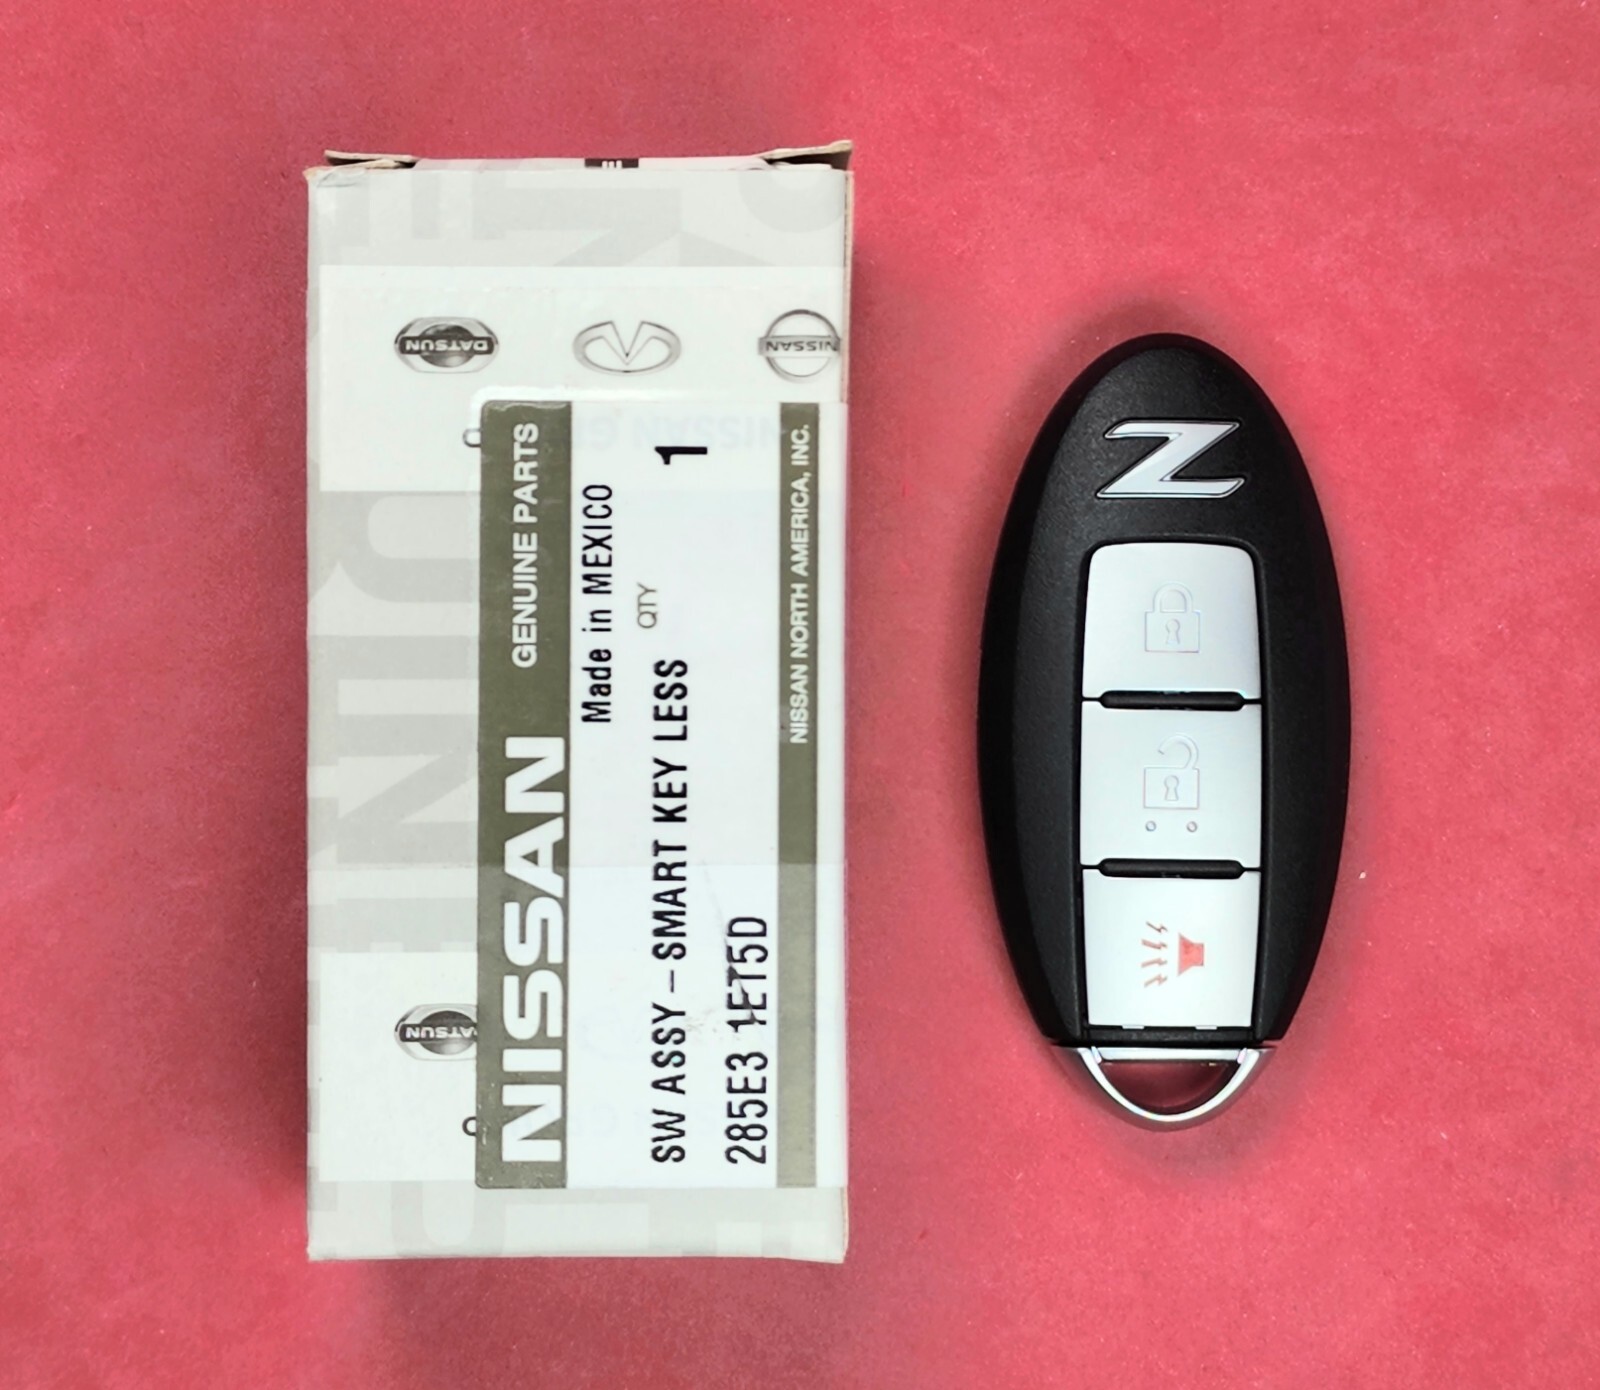 DATSUN
NISSAN
NISSAN GENUINE PARTS
Made in MEXICO
QTY 1
SW ASSY-SMART KEY LESS
285E3 1ET5D
NISSAN NORTH AMERICA, INC.
DATSUN
Z